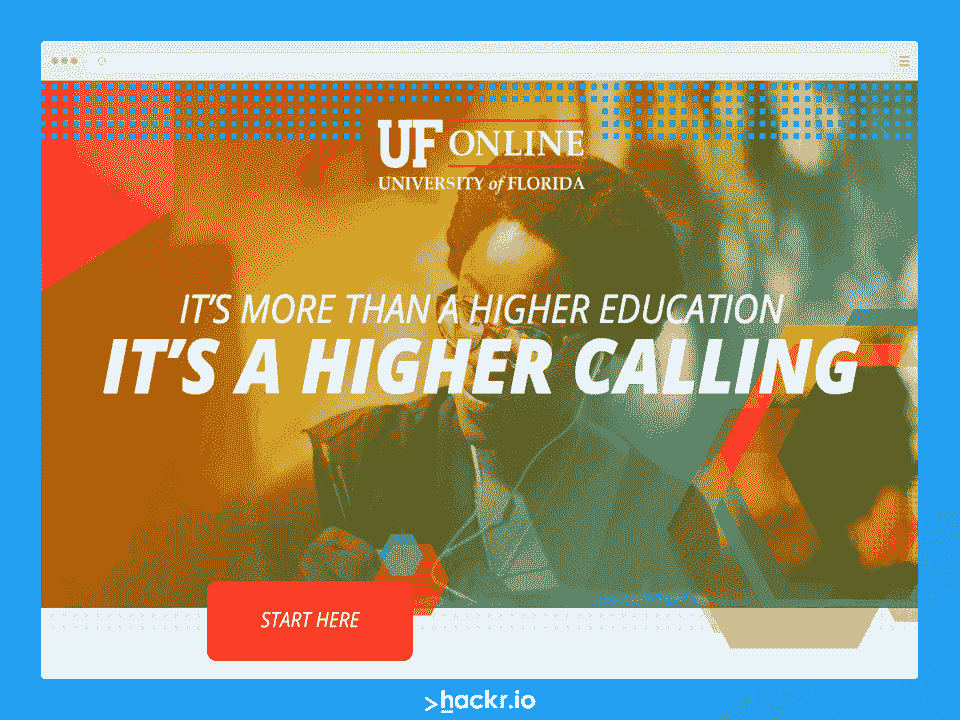 UF ONLINE
UNIVERSITY of FLORIDA
IT'S MORE THAN A HIGHER EDUCATION
IT'S A HIGHER CALLING
START HERE
>hackr.io